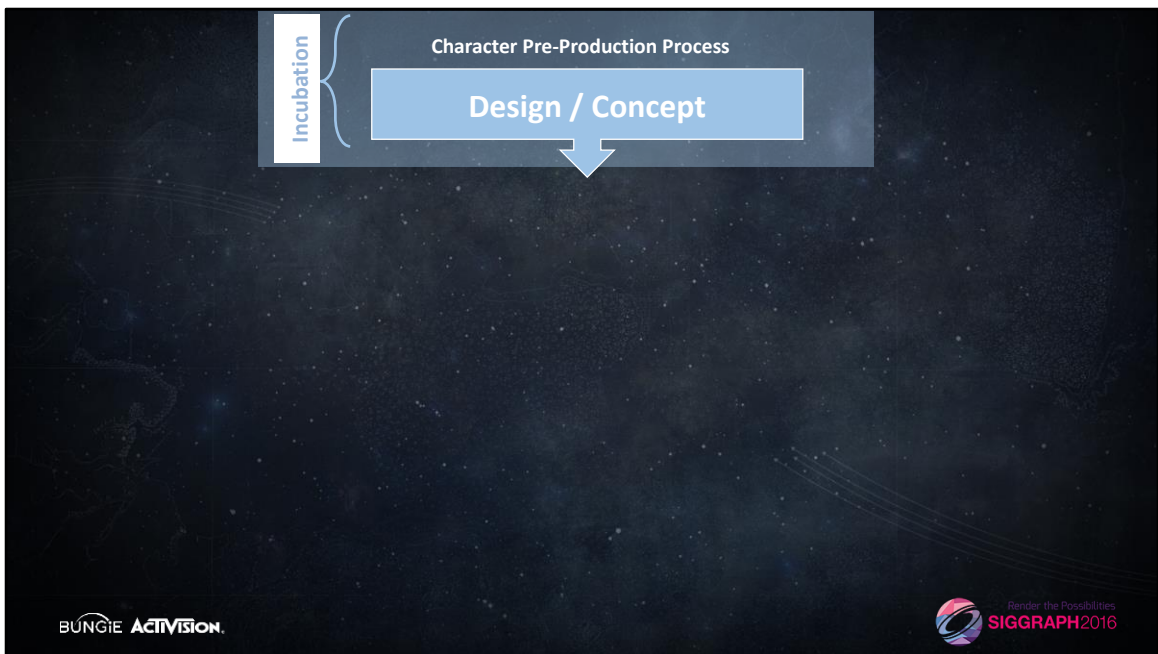 Incubation
Character Pre-Production Process
Design / Concept
BUNGiE ACTIVISION.
Render the Possibilities
SIGGRAPH2016